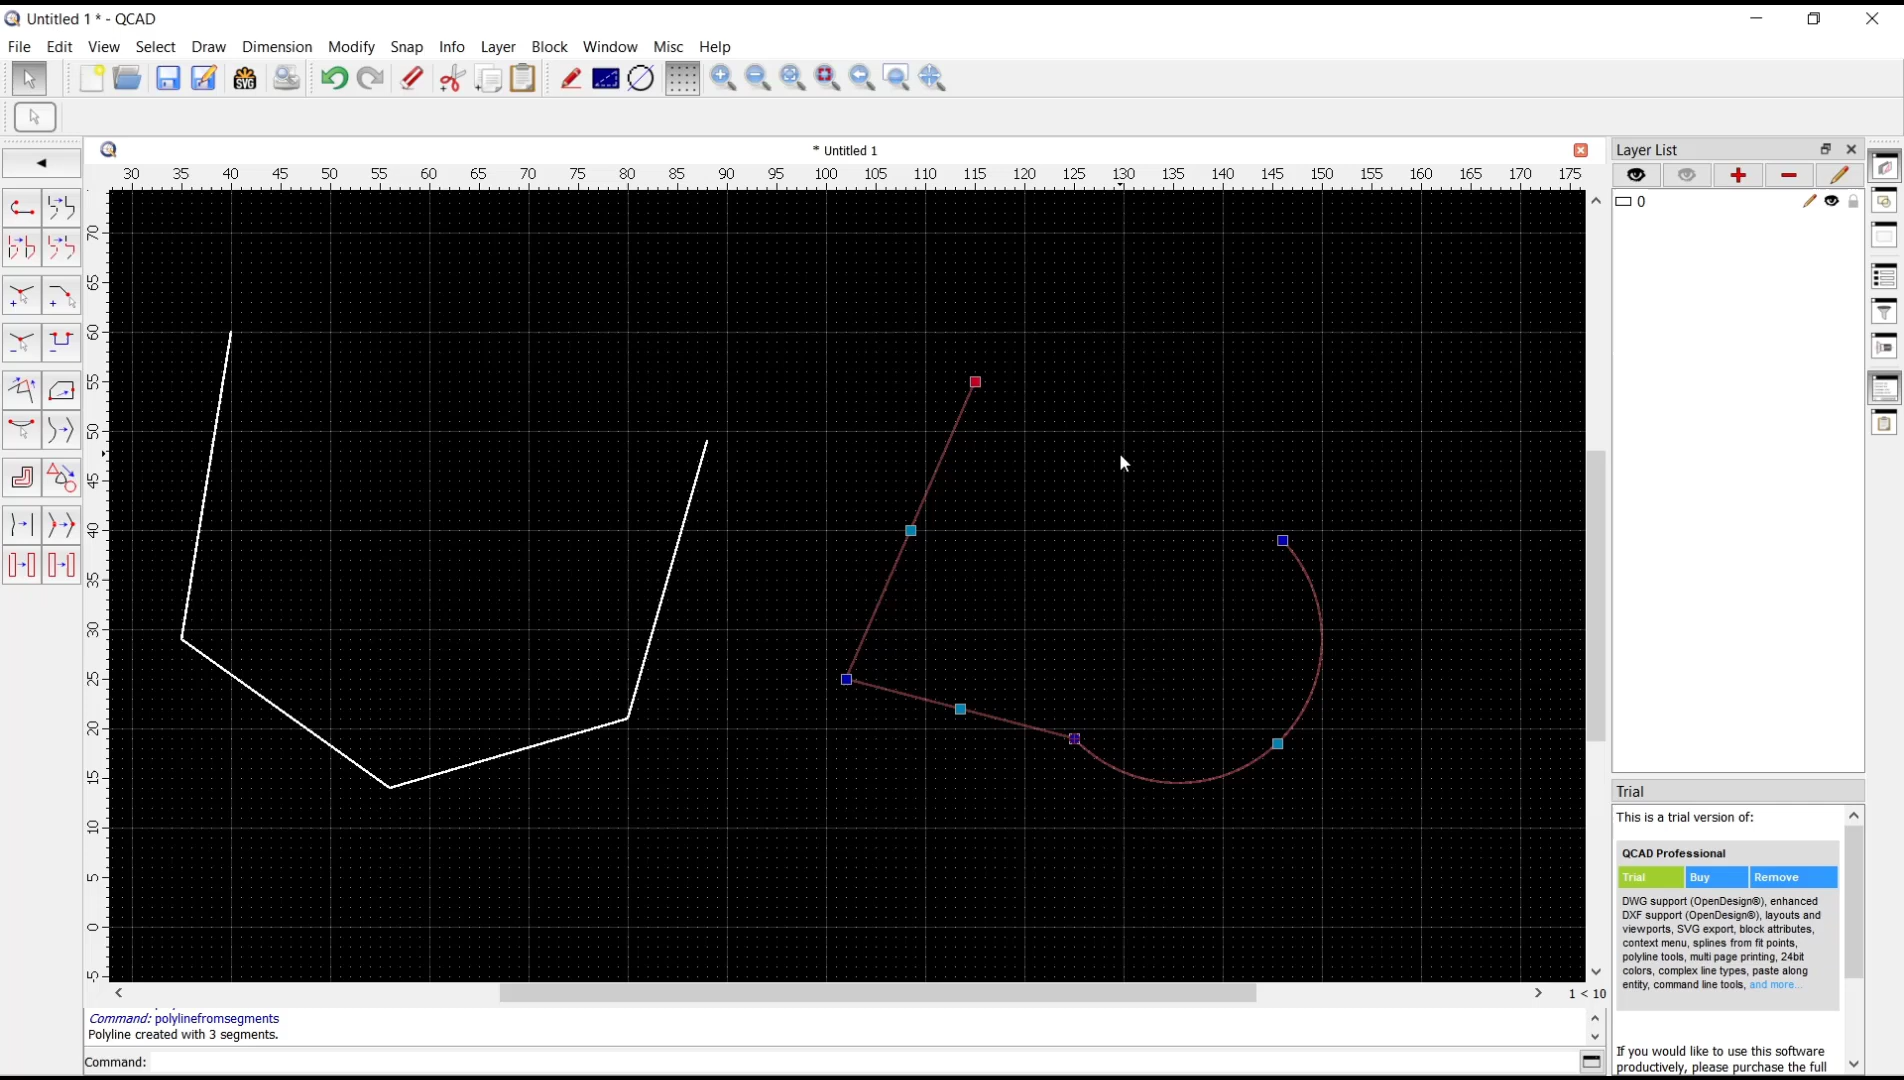 Untitled 1 * - QCAD
File Edit View Select Draw Dimension Modify Snap Info Layer Block Window Misc Help
SVG
* Untitled 1
Layer List
30 35 40 45 50 55 60 65 70 75 80 85 90 95 100 105 110 115 120 125 130 135 140 145 150 155 160 165 170 175
0
70
65
60
55
50
45
40
35
30
25
20
15
10
5
0
-5
1 < 10
Trial
This is a trial version of:
QCAD Professional
Trial Buy Remove
DWG support (OpenDesign®), enhanced
DXF support (OpenDesign®), layouts and
viewports, SVG export, block attributes,
context menu, splines from fit points,
polyline tools, multi page printing, 24bit
colors, complex line types, paste along
entity, command line tools, and more...
If you would like to use this software
productively, please purchase the full
Command: polylinefromsegments
Polyline created with 3 segments.
Command: